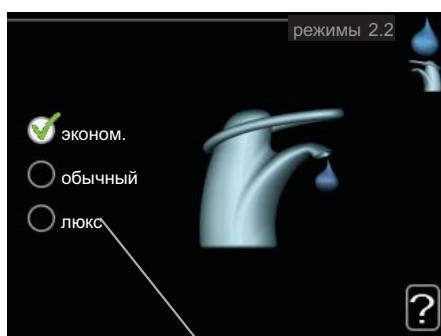 режимы 2.2
эконом.
обычный
люкс
?